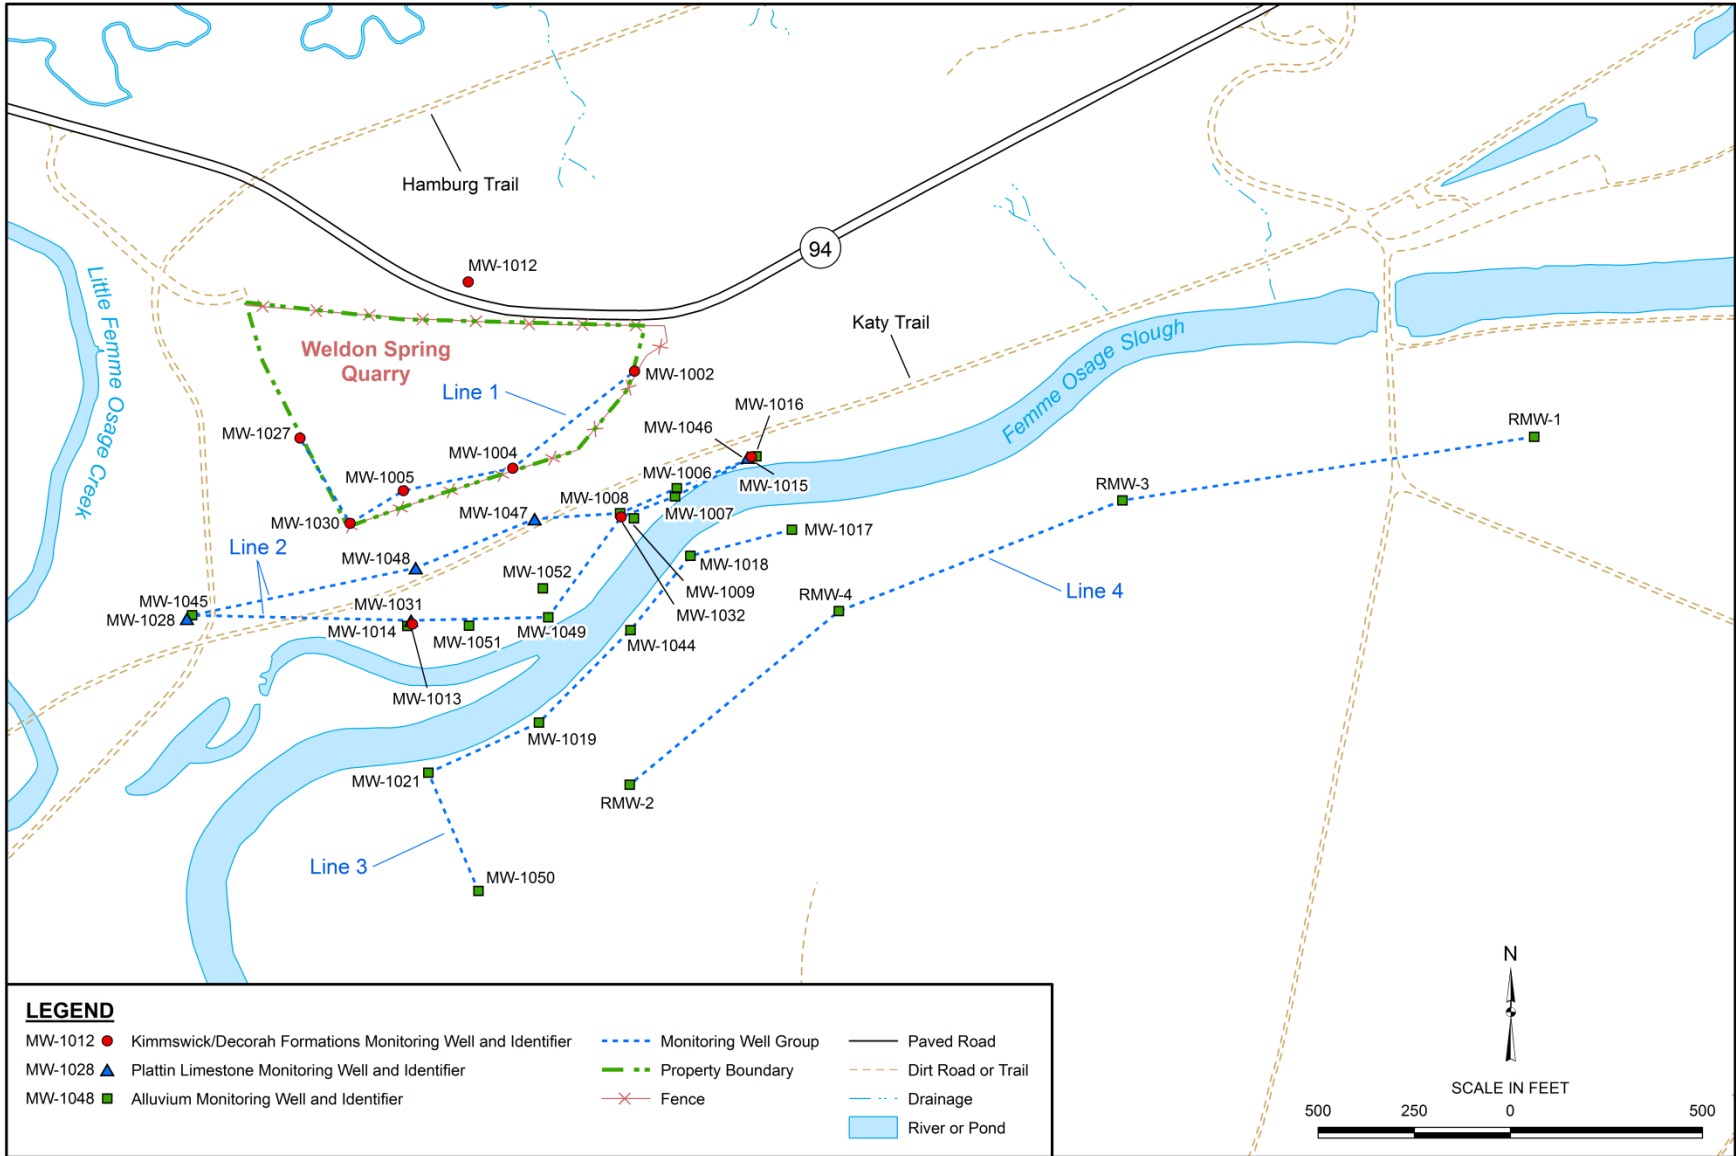 Hamburg Trail
94
MW-1012
Little Femme Osage Creek
Weldon Spring
Quarry
Katy Trail
Femme Osage Slough
Line 1
MW-1002
MW-1016
MW-1046
RMW-1
MW-1027
MW-1004
MW-1005
MW-1006
MW-1015
RMW-3
MW-1008
MW-1007
MW-1047
MW-1030
MW-1017
Line 2
MW-1048
MW-1018
MW-1052
MW-1009
Line 4
RMW-4
MW-1045
MW-1031
MW-1032
MW-1028
MW-1014
MW-1051
MW-1049
MW-1044
MW-1013
MW-1019
MW-1021
RMW-2
Line 3
MW-1050
N
SCALE IN FEET
500 250 0 500
LEGEND
MW-1012 Kimmswick/Decorah Formations Monitoring Well and Identifier
MW-1028 Plattin Limestone Monitoring Well and Identifier
MW-1048 Alluvium Monitoring Well and Identifier
Monitoring Well Group
Property Boundary
Fence
Paved Road
Dirt Road or Trail
Drainage
River or Pond